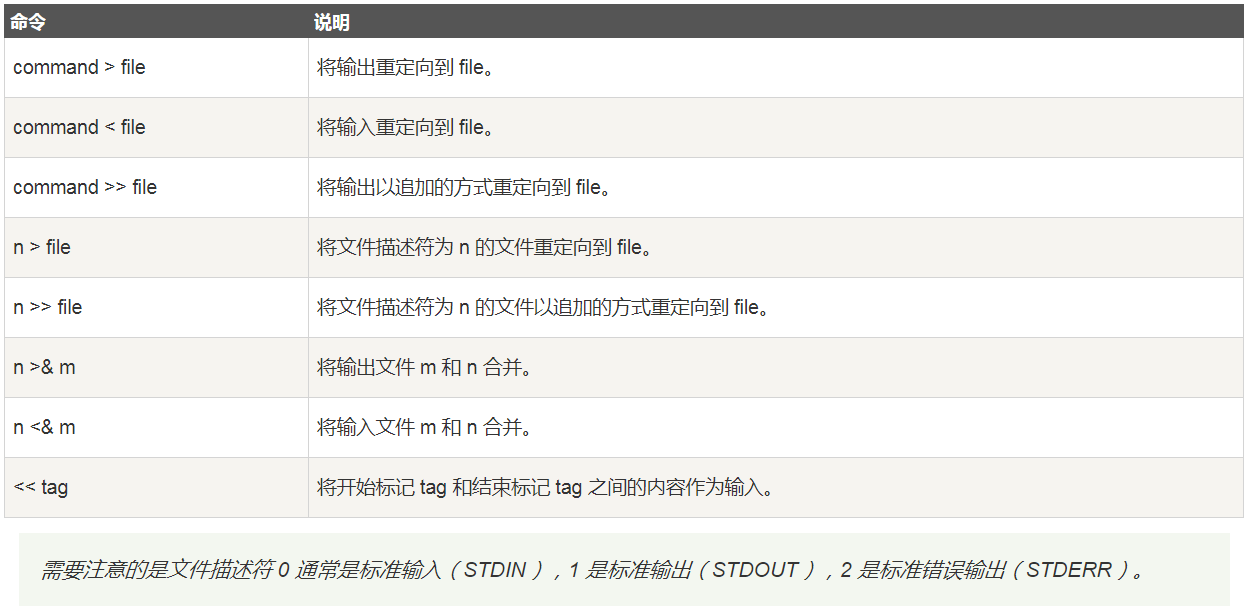 命令 说明
command > file 将输出重定向到 file。
command < file 将输入重定向到 file。
command >> file 将输出以追加的方式重定向到 file。
n > file 将文件描述符为 n 的文件重定向到 file。
n >> file 将文件描述符为 n 的文件以追加的方式重定向到 file。
n >& m 将输出文件 m 和 n 合并。
n <& m 将输入文件 m 和 n 合并。
<< tag 将开始标记 tag 和结束标记 tag 之间的内容作为输入。
需要注意的是文件描述符 0 通常是标准输入（STDIN），1 是标准输出（STDOUT），2 是标准错误输出（STDERR）。